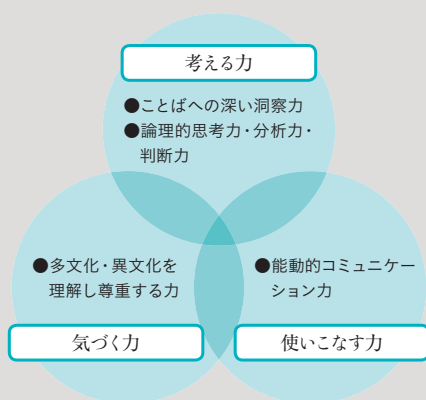 考える力
●ことばへの深い洞察力
●論理的思考力・分析力・
判断力
●多文化・異文化を
理解し尊重する力
気づく力
●能動的コミュニケー
ション力
使いこなす力